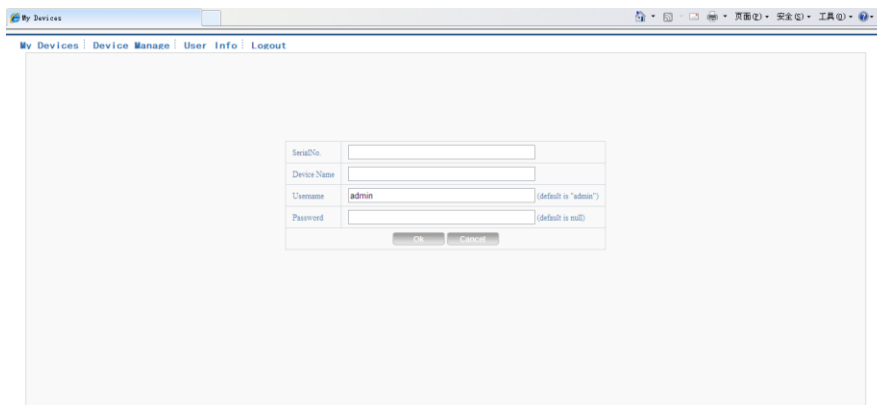 My Devices
页面(P) 安全(S) 工具(O)
My Devices Device Manage User Info Logout
SerialNo.
Device Name
Username admin (default is "admin")
Password (default is null)
Ok Cancel